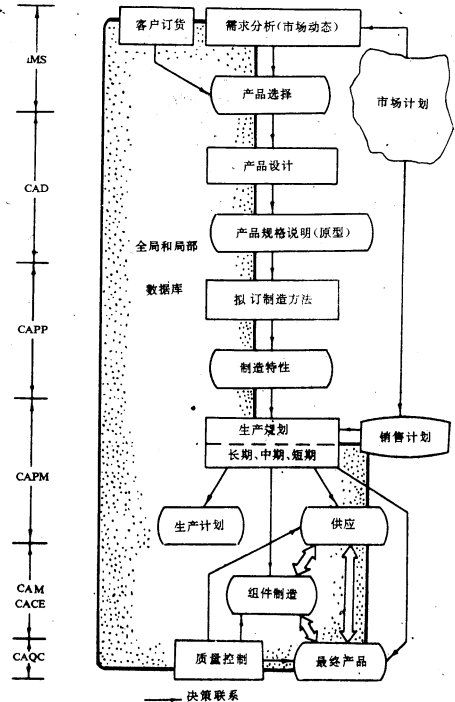 客户订货
需求分析(市场动态)
iMS
产品选择
市场计划
产品设计
CAD
产品规格说明(原型)
全局和局部
数据库
拟订制造方法
CAPP
制造特性
生产规划
长期、中期、短期
销售计划
CAPM
生产计划
供应
CAM
CACE
组件制造
CAQC
质量控制
最终产品
决策联系